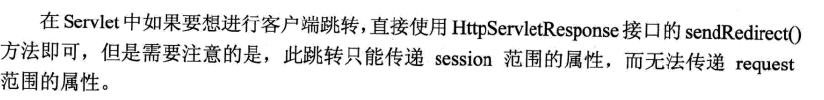 在 Servlet 中如果要想进行客户端跳转，直接使用 HttpServletResponse 接口的 sendRedirect()
方法即可，但是需要注意的是，此跳转只能传递 session 范围的属性，而无法传递 request
范围的属性。